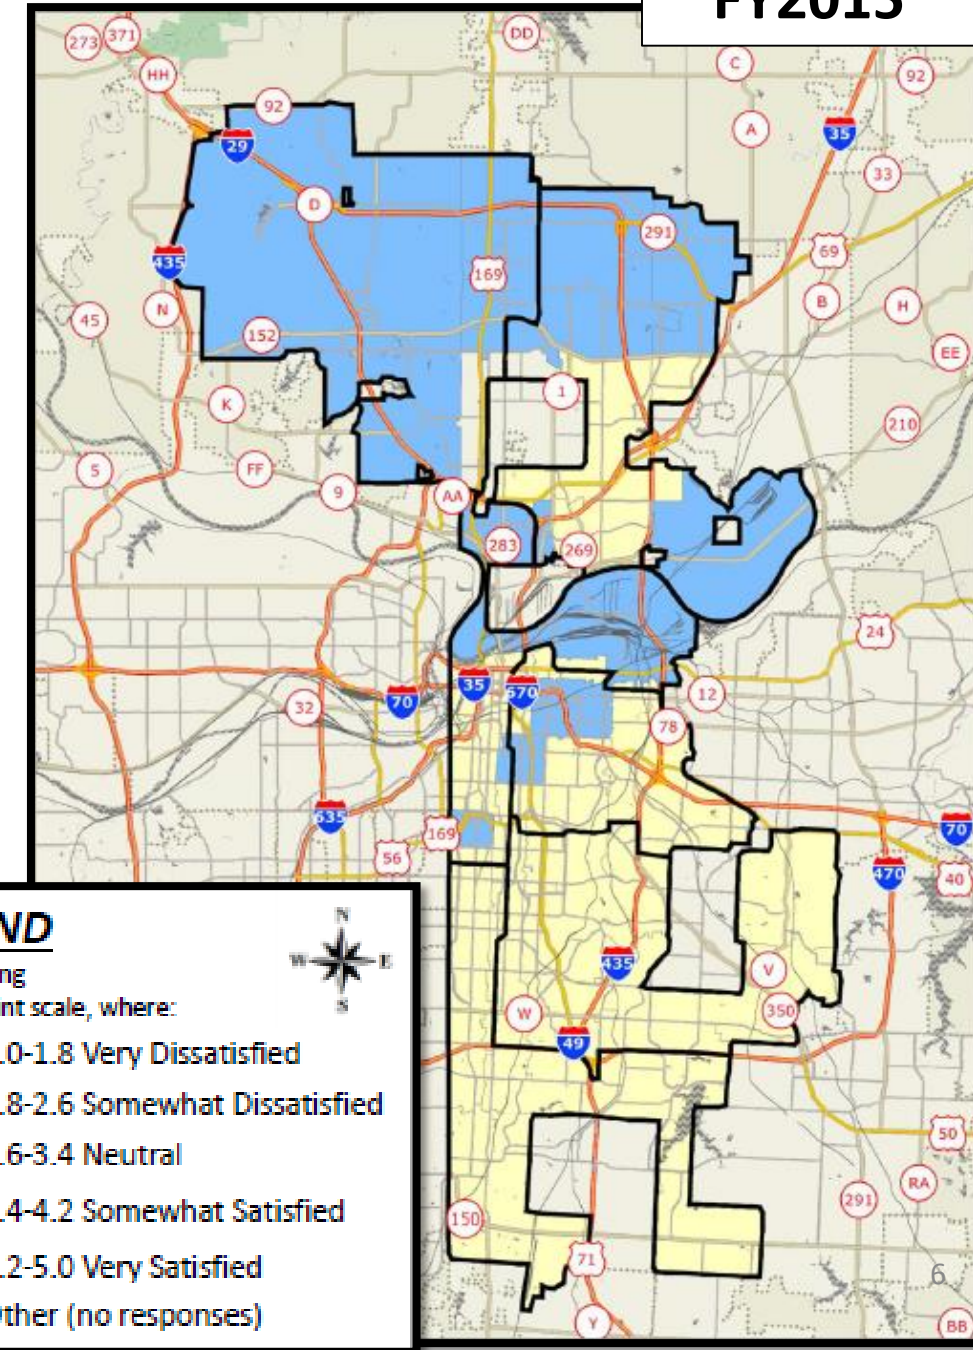 FY2015
273
371
DD
HH
C
92
92
A
35
29
33
D
291
69
435
169
N
B
H
45
152
EE
K
1
210
5
FF
9
AA
283
269
24
35
670
12
70
32
78
635
169
70
56
470
40
ND
N
W
E
S
ng
int scale, where:
.0-1.8 Very Dissatisfied
.8-2.6 Somewhat Dissatisfied
.6-3.4 Neutral
.4-4.2 Somewhat Satisfied
.2-5.0 Very Satisfied
Other (no responses)
435
V
W
350
49
50
RA
291
150
71
6
Y
BB